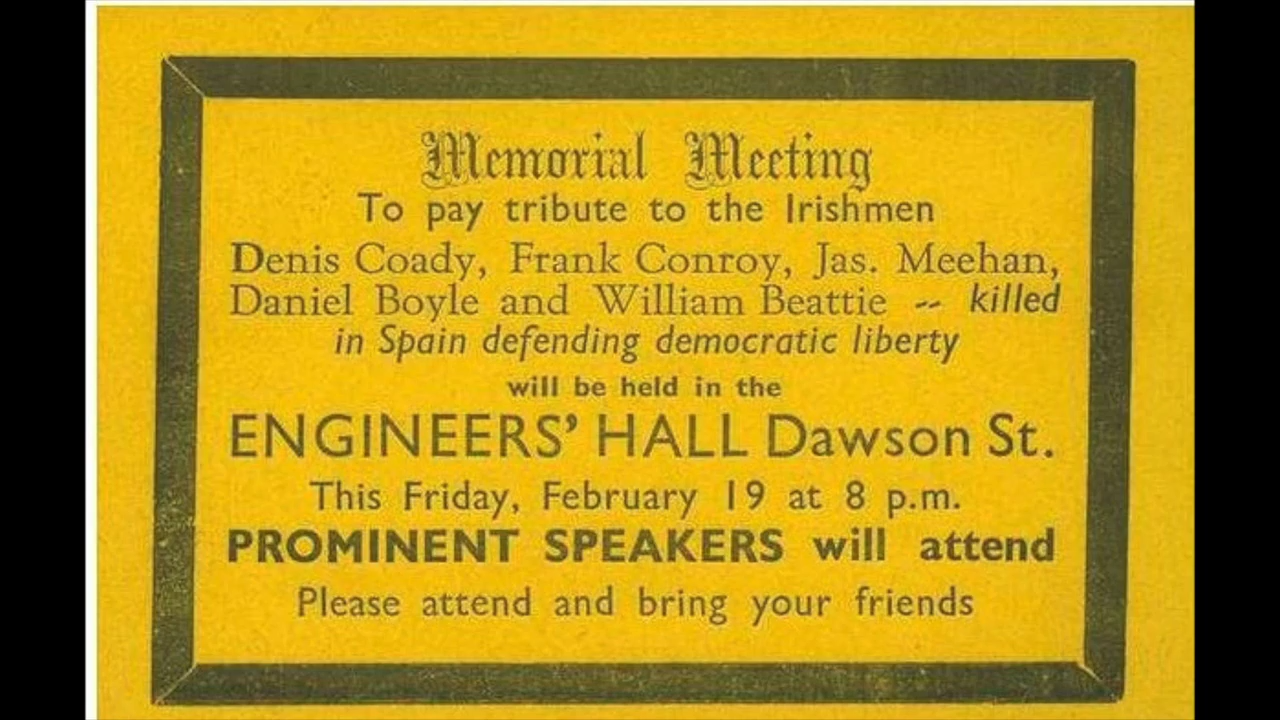 Memorial Meeting
To pay tribute to the Irishmen
Denis Coady, Frank Conroy, Jas. Meehan,
Daniel Boyle and William Beattie -- killed
in Spain defending democratic liberty
will be held in the
ENGINEERS' HALL Dawson St.
This Friday, February 19 at 8 p.m.
PROMINENT SPEAKERS will attend
Please attend and bring your friends